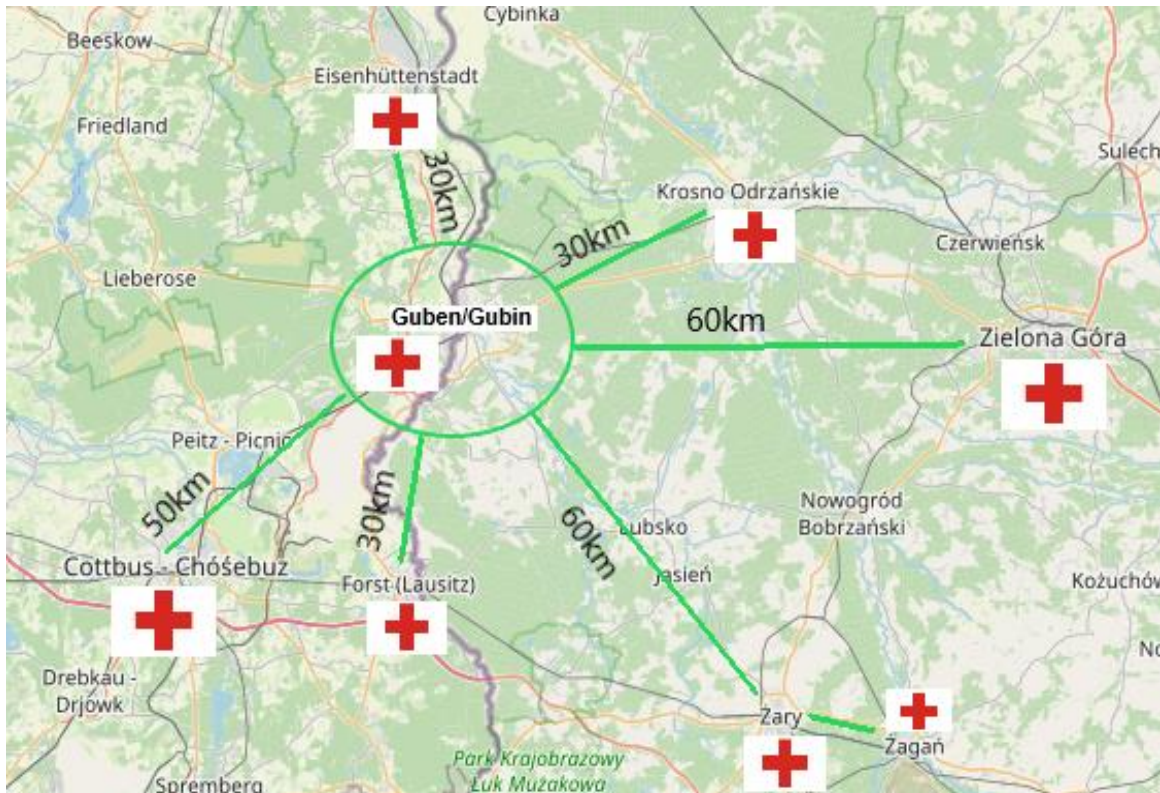 Cybinka
Beeskow
Eisenhüttenstadt
Friedland
30km
Sulech
Krosno Odrzańskie
30km
Czerwieńsk
Lieberose
Guben/Gubin
60km
Zielona Góra
Peitz - Picnjo
50km
30km
60km
Lubsko
Nowogród
Bobrzański
Cottbus - Chóśebuz
Forst (Lausitz)
Jasień
Kożuchów
No
Drebkau -
Drjowk
Żary
Żagań
Park Krajobrazowy
Łuk Mużakowa
Spremberg